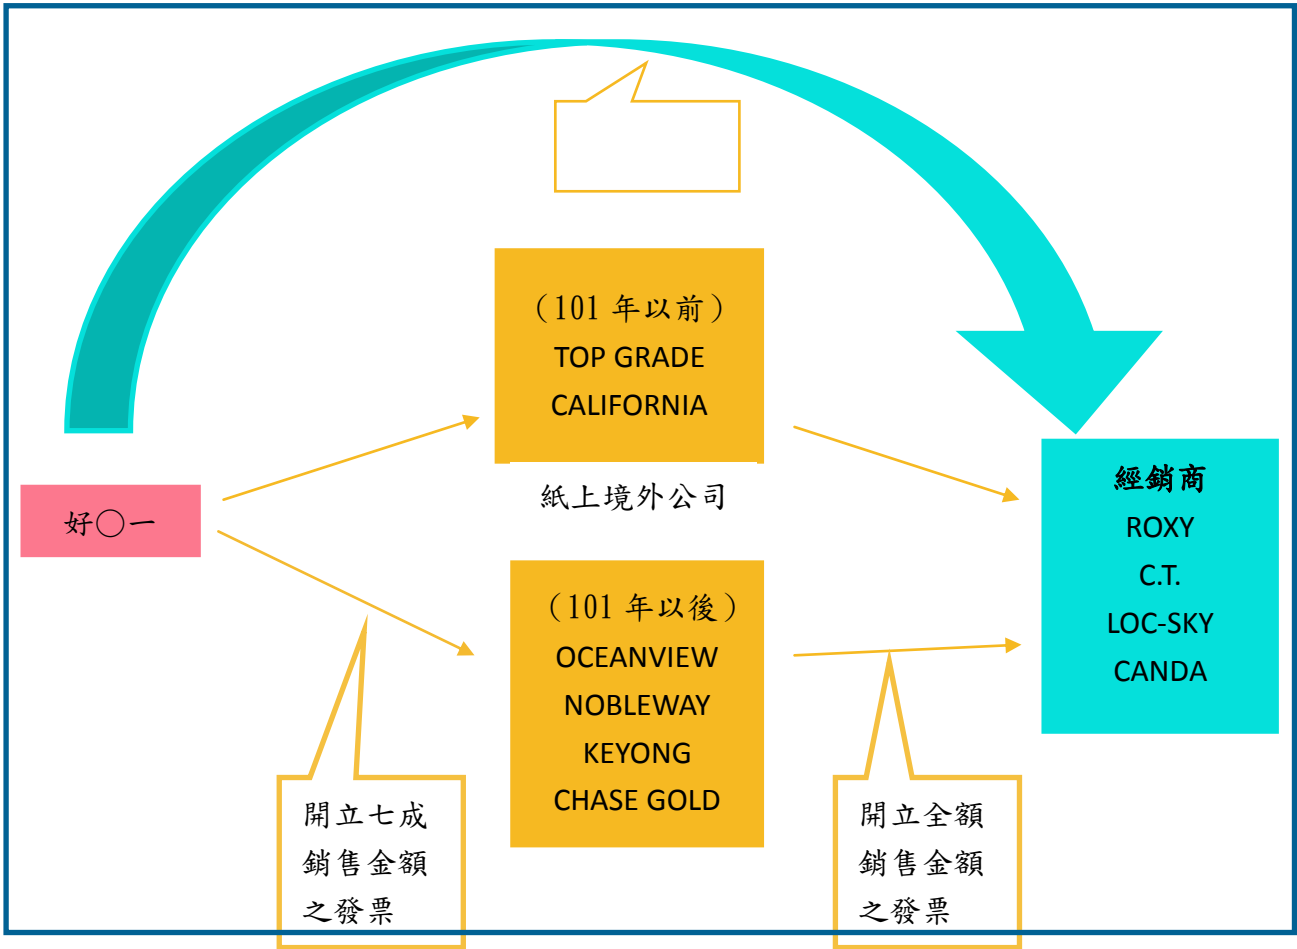 （101 年以前）
TOP GRADE
CALIFORNIA
紙上境外公司
好〇一
（101 年以後）
OCEANVIEW
NOBLEWAY
KEYONG
CHASE GOLD
經銷商
ROXY
C.T.
LOC-SKY
CANDA
開立七成
銷售金額
之發票
開立全額
銷售金額
之發票